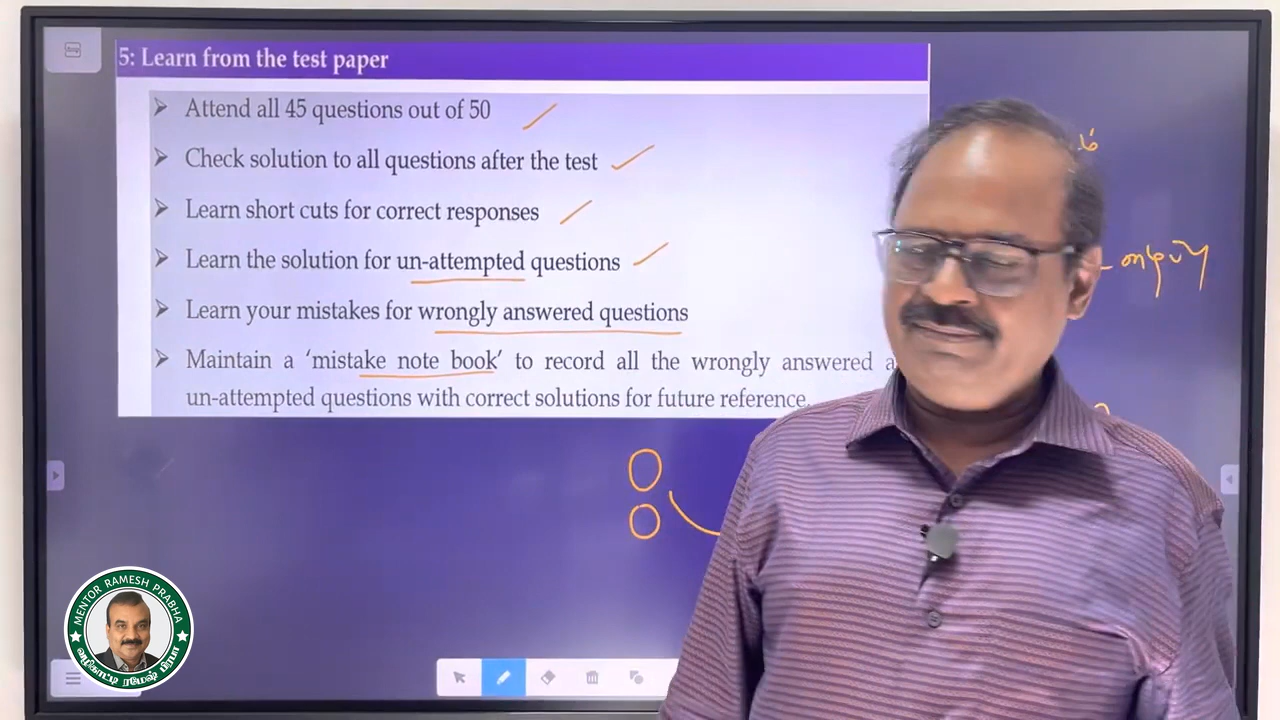 5: Learn from the test paper
➤ Attend all 45 questions out of 50
➤ Check solution to all questions after the test
➤ Learn short cuts for correct responses
➤ Learn the solution for un-attempted questions
➤ Learn your mistakes for wrongly answered questions
➤ Maintain a ‘mistake note book’ to record all the wrongly answered a
un-attempted questions with correct solutions for future reference.
MENTOR RAMESH PRABHA
வழிகாட்டி ரமேஷ் பிரபா